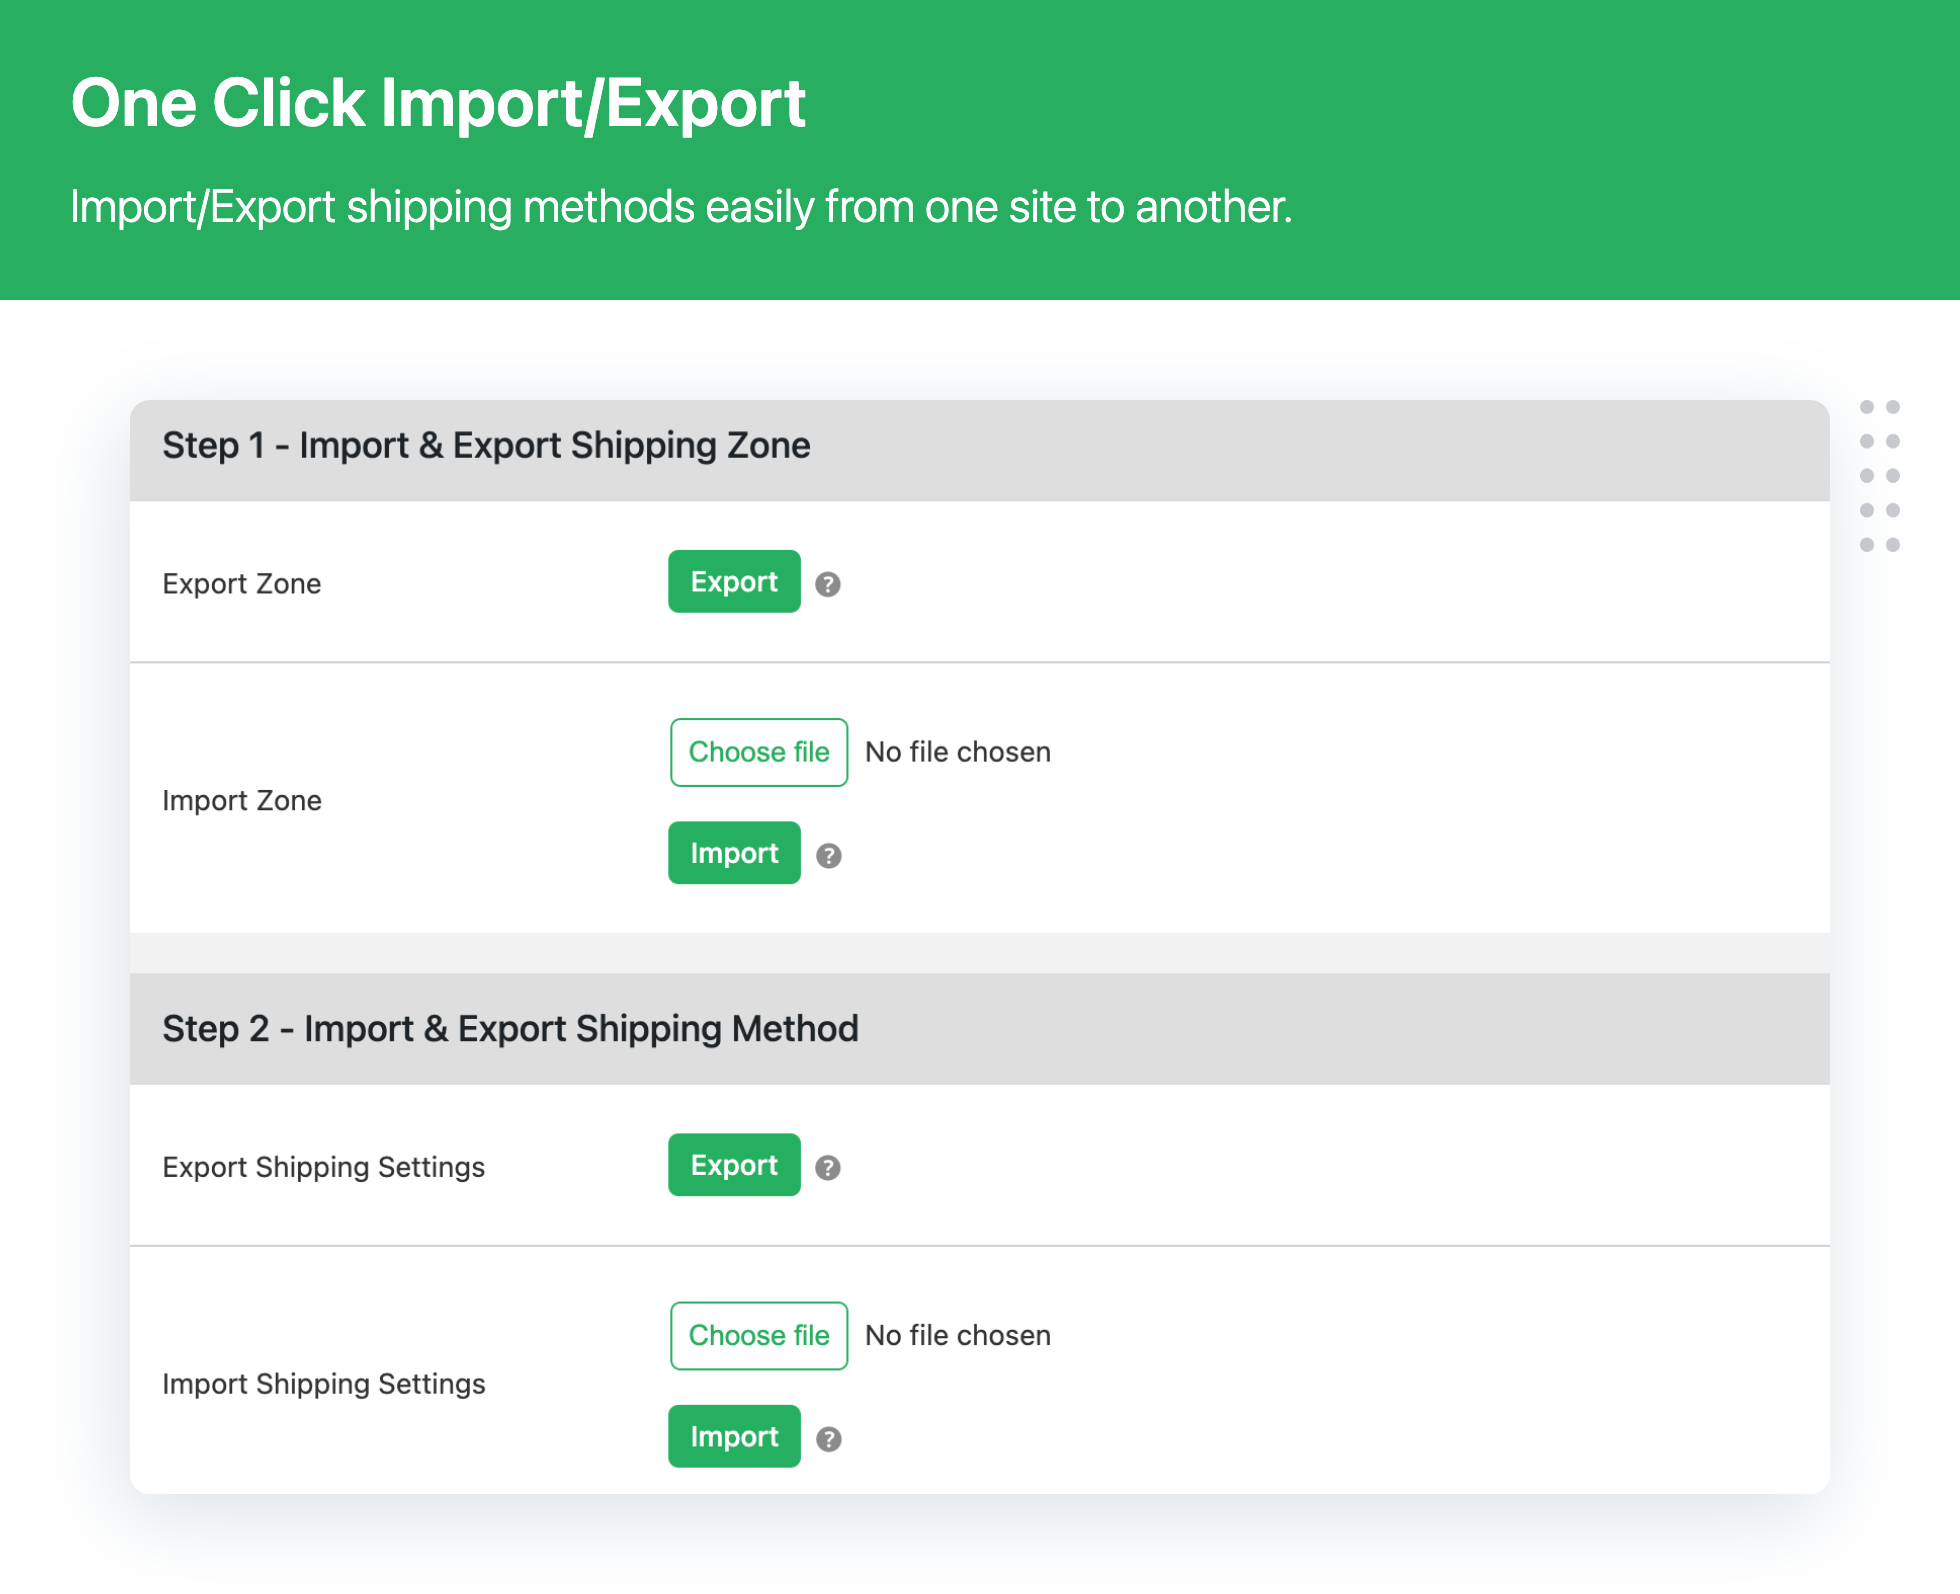 One Click Import/Export
Import/Export shipping methods easily from one site to another.
Step 1 - Import & Export Shipping Zone
Export Zone
Export
?
Choose file No file chosen
Import Zone
Import
?
Step 2 - Import & Export Shipping Method
Export Shipping Settings
Export
?
Choose file No file chosen
Import Shipping Settings
Import
?